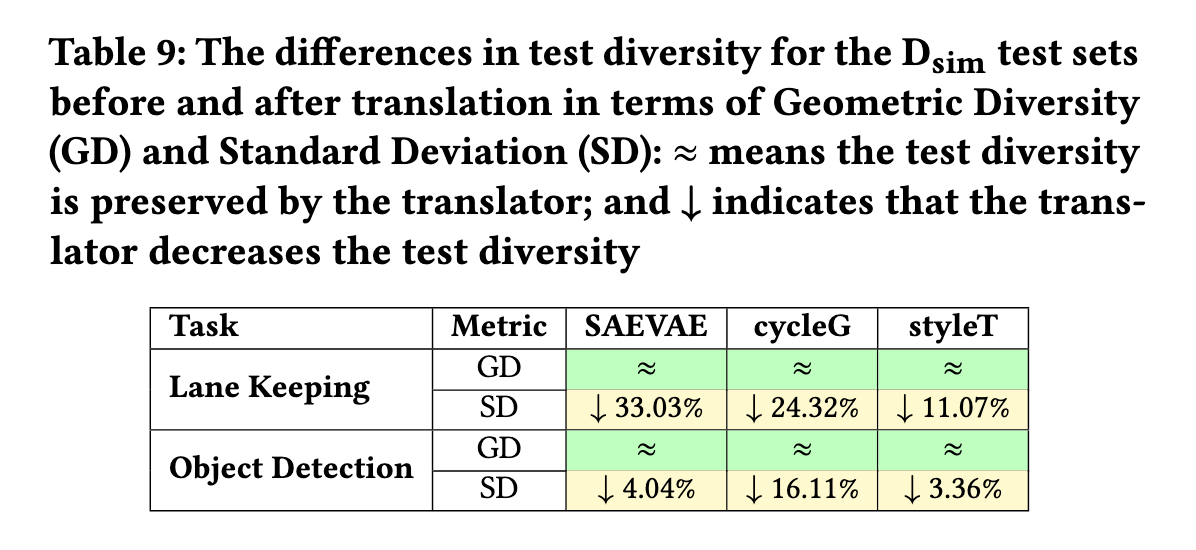 Table 9: The differences in test diversity for the Dsim test sets
before and after translation in terms of Geometric Diversity
(GD) and Standard Deviation (SD): ≈ means the test diversity
is preserved by the translator; and ↓ indicates that the trans-
lator decreases the test diversity
Task Metric SAEVAE cycleG styleT
Lane Keeping GD ≈ ≈ ≈
SD ↓ 33.03% ↓ 24.32% ↓ 11.07%
Object Detection GD ≈ ≈ ≈
SD ↓ 4.04% ↓ 16.11% ↓ 3.36%